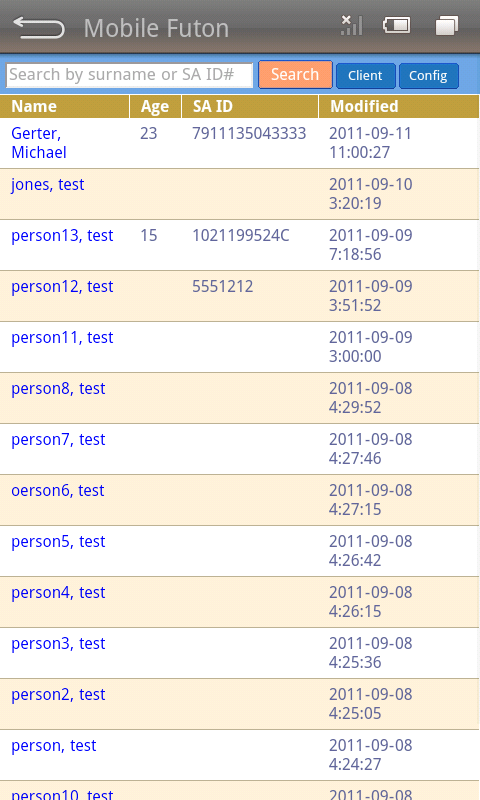 Mobile Futon
Search by surname or SA ID# Search Client Config
Name Age SA ID Modified
Gerter, 23 7911135043333 2011-09-11
Michael 11:00:27
jones, test 2011-09-10
3:20:19
person13, test 15 1021199524C 2011-09-09
7:18:56
person12, test 5551212 2011-09-09
3:51:52
person11, test 2011-09-09
3:00:00
person8, test 2011-09-08
4:29:52
person7, test 2011-09-08
4:27:46
oerson6, test 2011-09-08
4:27:15
person5, test 2011-09-08
4:26:42
person4, test 2011-09-08
4:26:15
person3, test 2011-09-08
4:25:36
person2, test 2011-09-08
4:25:05
person, test 2011-09-08
4:24:27
person10, test 2011-09-08